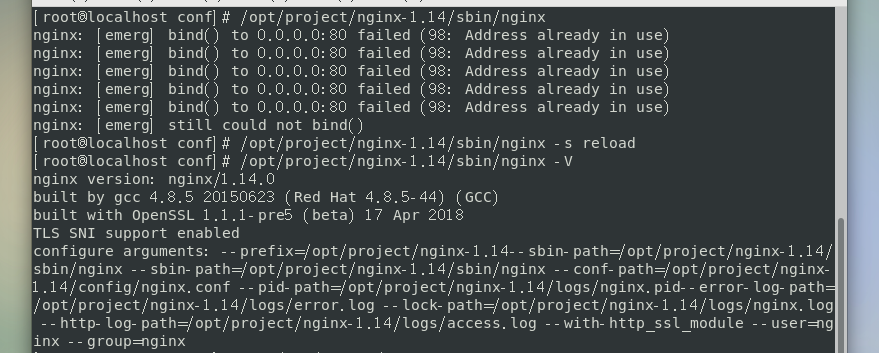 [root@localhost conf]# /opt/project/nginx-1.14/sbin/nginx
nginx: [emerg] bind() to 0.0.0.0:80 failed (98: Address already in use)
nginx: [emerg] bind() to 0.0.0.0:80 failed (98: Address already in use)
nginx: [emerg] bind() to 0.0.0.0:80 failed (98: Address already in use)
nginx: [emerg] bind() to 0.0.0.0:80 failed (98: Address already in use)
nginx: [emerg] bind() to 0.0.0.0:80 failed (98: Address already in use)
nginx: [emerg] still could not bind()
[root@localhost conf]# /opt/project/nginx-1.14/sbin/nginx -s reload
[root@localhost conf]# /opt/project/nginx-1.14/sbin/nginx -V
nginx version: nginx/1.14.0
built by gcc 4.8.5 20150623 (Red Hat 4.8.5-44) (GCC)
built with OpenSSL 1.1.1-pre5 (beta) 17 Apr 2018
TLS SNI support enabled
configure arguments: --prefix=/opt/project/nginx-1.14--sbin-path=/opt/project/nginx-1.14/
sbin/nginx --sbin-path=/opt/project/nginx-1.14/sbin/nginx --conf-path=/opt/project/nginx-
1.14/config/nginx.conf --pid-path=/opt/project/nginx-1.14/logs/nginx.pid--error-log-path=
/opt/project/nginx-1.14/logs/error.log --lock-path=/opt/project/nginx-1.14/logs/nginx.log
--http-log-path=/opt/project/nginx-1.14/logs/access.log --with-http_ssl_module --user=ng
inx --group=nginx